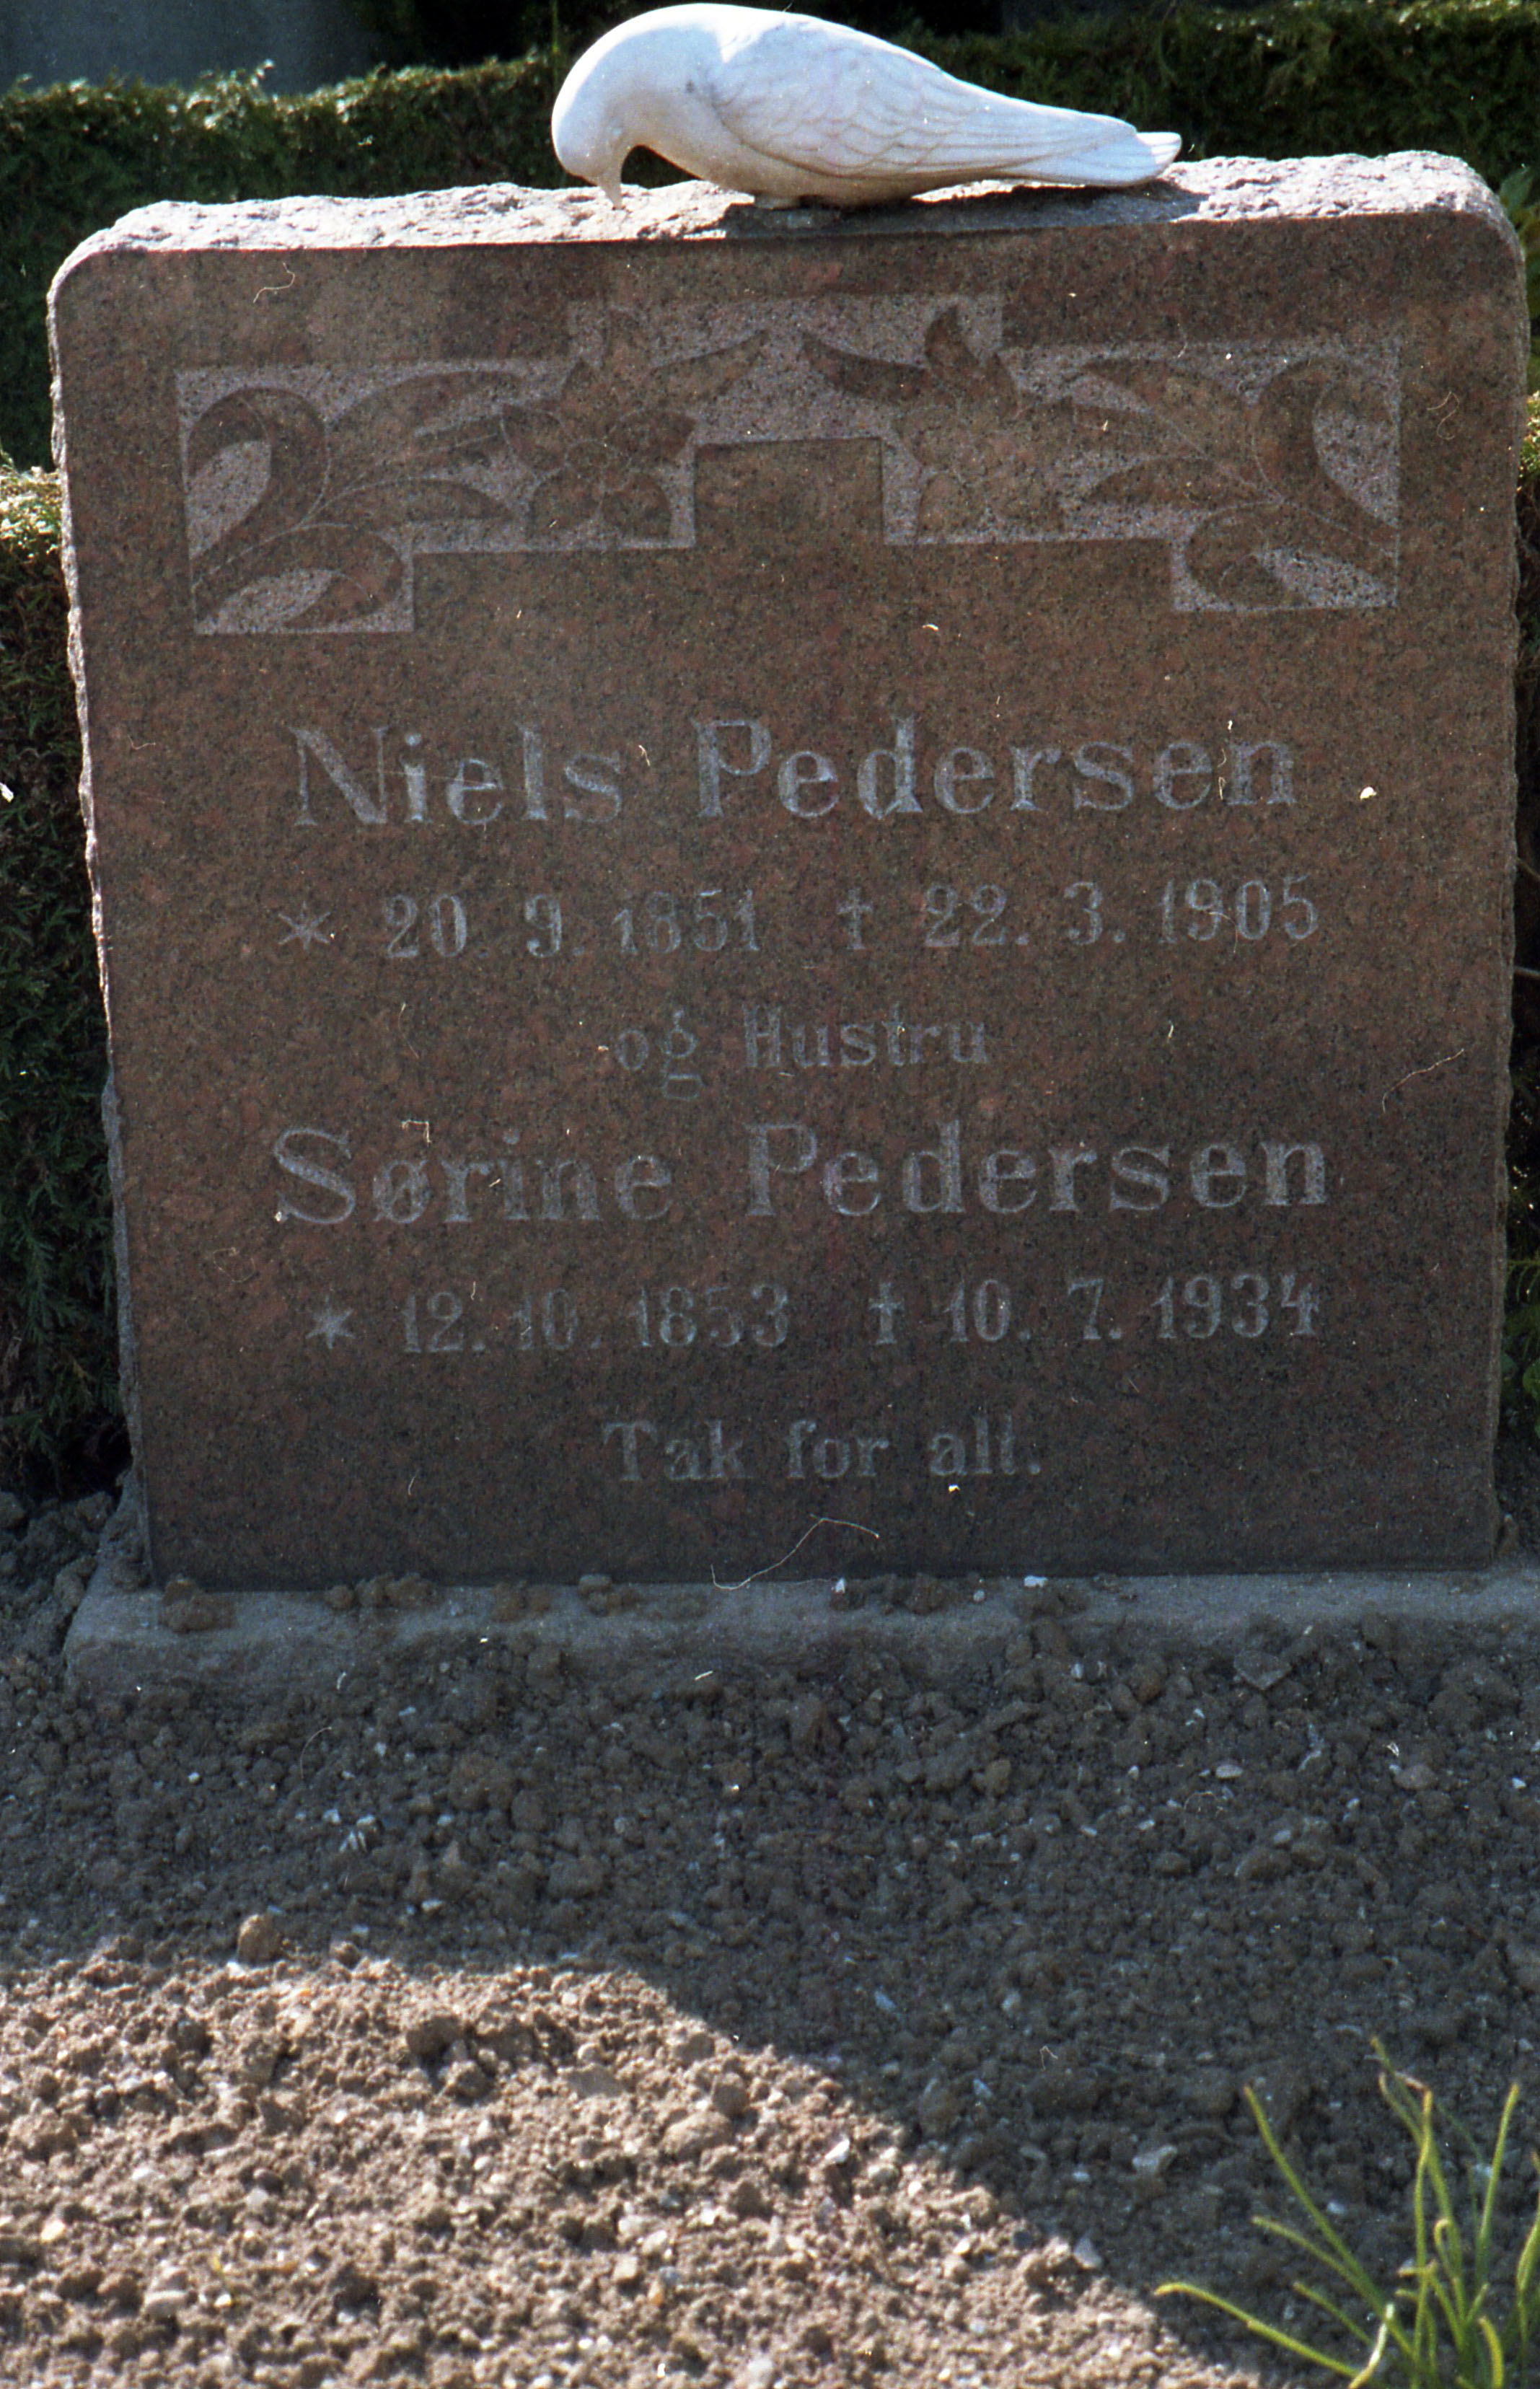 Niels Pedersen
* 20. 9. 1851 † 22. 3. 1905
og Hustru
Sørine Pedersen
* 12. 10. 1853 † 10. 7. 1934
Tak for alt.